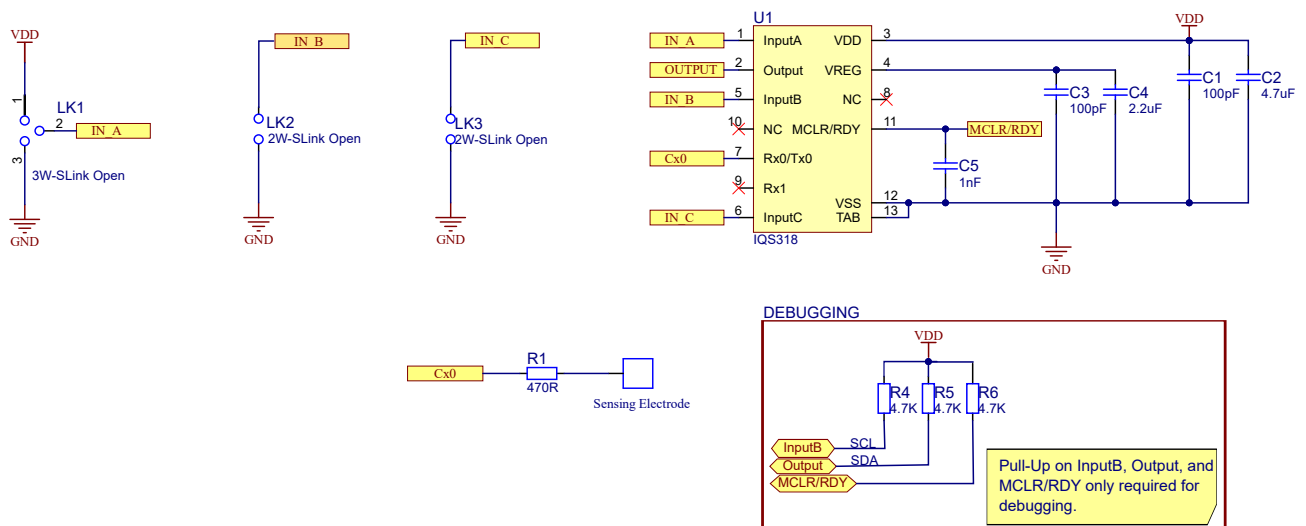 VDD
1
LK1
2
IN_A
3
3W-SLink Open
GND
IN_B
LK2
2W-SLink Open
GND
IN_C
LK3
2W-SLink Open
GND
U1
IN_A 1 InputA VDD 3
OUTPUT 2 Output VREG 4
IN_B 5 InputB NC 8
10 NC MCLR/RDY 11 MCLR/RDY
Cx0 7 Rx0/Tx0
9 Rx1
VSS 12
IN_C 6 InputC TAB 13
IQS318
VDD
C1
100pF
C2
4.7uF
C3
100pF
C4
2.2uF
C5
1nF
GND
Cx0
R1
470R
Sensing Electrode
DEBUGGING
VDD
R4
4.7K
R5
4.7K
R6
4.7K
InputB SCL
Output SDA
MCLR/RDY
Pull-Up on InputB, Output, and
MCLR/RDY only required for
debugging.